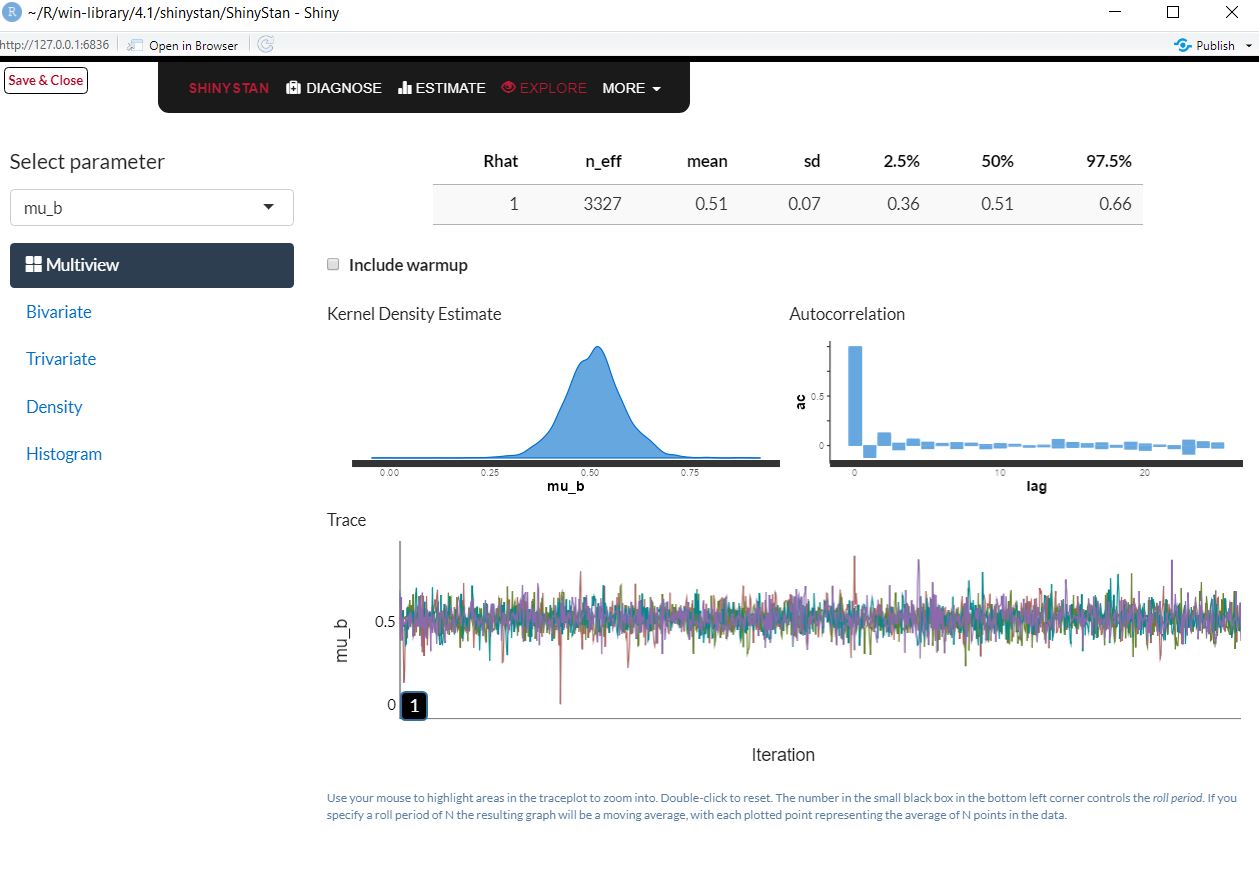 R ~/R/win-library/4.1/shinystan/ShinyStan - Shiny
http://127.0.0.1:6836 Open in Browser Publish
Save & Close
SHINYSTAN DIAGNOSE ESTIMATE EXPLORE MORE
Select parameter
mu_b
Multiview
Bivariate
Trivariate
Density
Histogram
Rhat n_eff mean sd 2.5% 50% 97.5%
1 3327 0.51 0.07 0.36 0.51 0.66
Include warmup
Kernel Density Estimate
0.00 0.25 0.50 0.75
mu_b
Autocorrelation
ac
0.5
0
0 10 20
lag
Trace
mu_b
0.5
0
1
Iteration
Use your mouse to highlight areas in the traceplot to zoom into. Double-click to reset. The number in the small black box in the bottom left corner controls the roll period. If you
specify a roll period of N the resulting graph will be a moving average, with each plotted point representing the average of N points in the data.